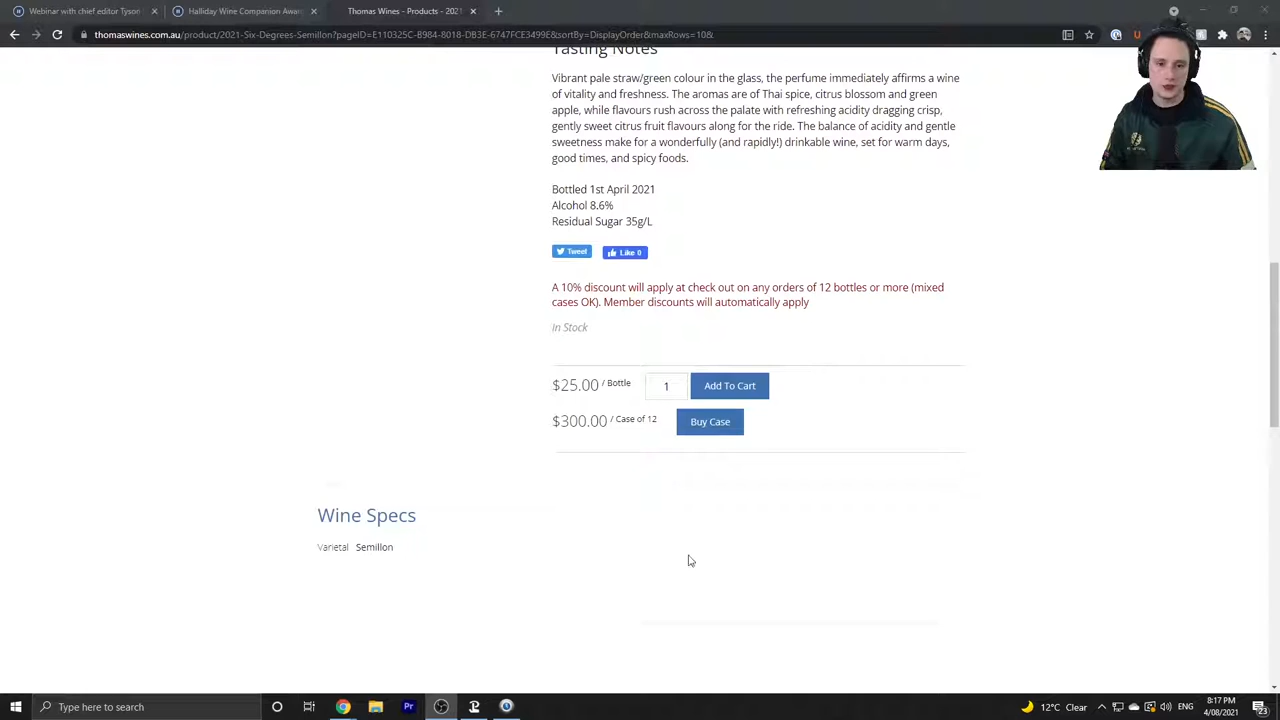 Webinar with chief editor Tyson
Halliday Wine Companion Awar
Thomas Wines - Products - 2021
thomaswines.com.au/product/2021-Six-Degrees-Semillon?pageID=E110325C-B984-8018-DB3E-6747FCE3499E&sortBy=DisplayOrder&maxRows=10&
Tasting Notes
Vibrant pale straw/green colour in the glass, the perfume immediately affirms a wine
of vitality and freshness. The aromas are of Thai spice, citrus blossom and green
apple, while flavours rush across the palate with refreshing acidity dragging crisp,
gently sweet citrus fruit flavours along for the ride. The balance of acidity and gentle
sweetness make for a wonderfully (and rapidly!) drinkable wine, set for warm days,
good times, and spicy foods.
Bottled 1st April 2021
Alcohol 8.6%
Residual Sugar 35g/L
Tweet
Like 0
A 10% discount will apply at check out on any orders of 12 bottles or more (mixed
cases OK). Member discounts will automatically apply
In Stock
$25.00 / Bottle 1 Add To Cart
$300.00 / Case of 12 Buy Case
Wine Specs
Varietal Semillon
Type here to search
12°C Clear
ENG
8:17 PM
4/08/2021
23